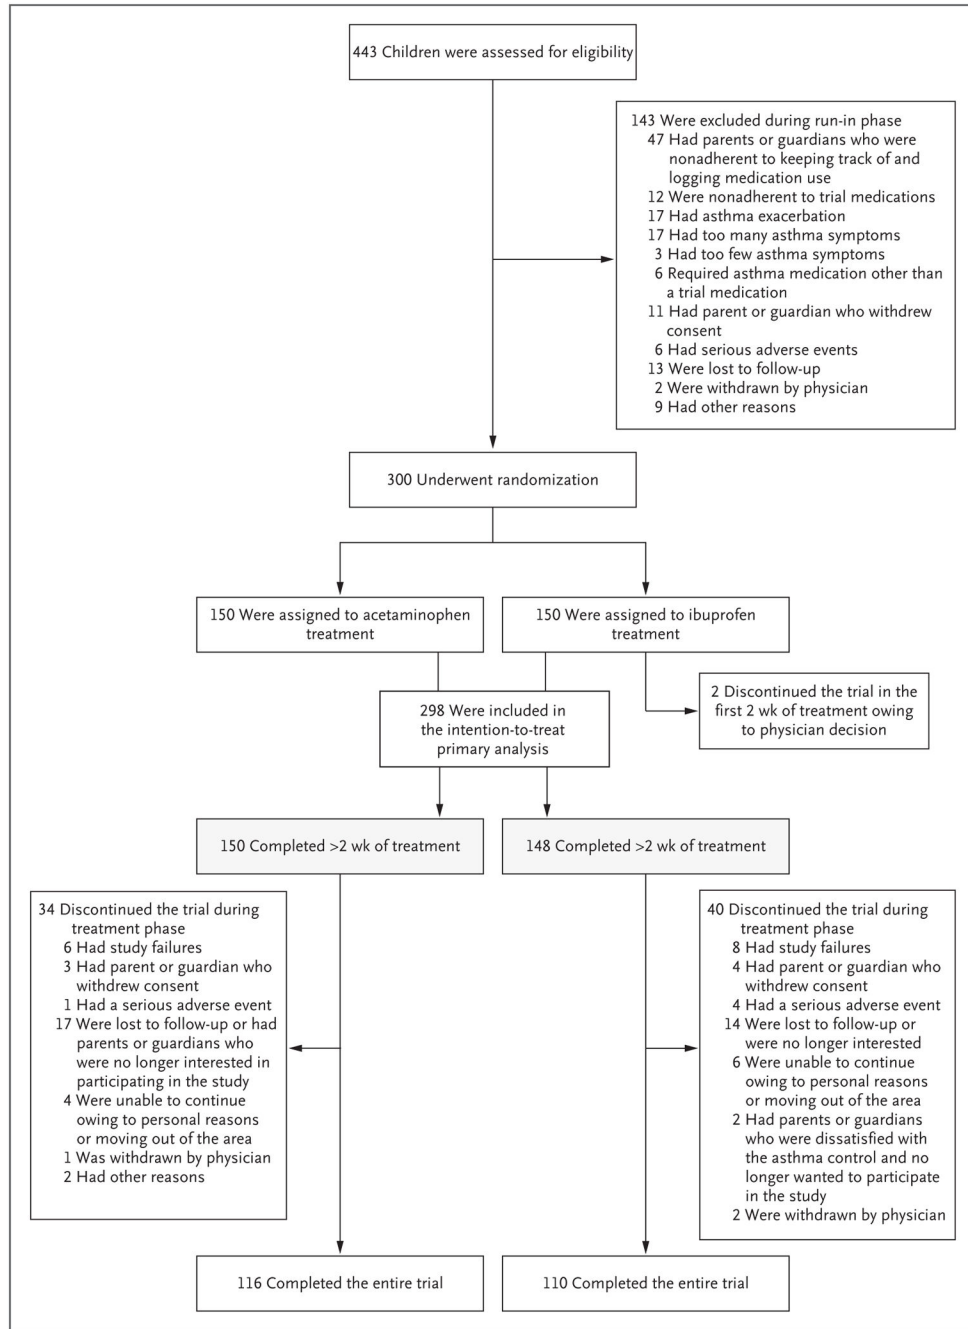 443 Children were assessed for eligibility
143 Were excluded during run-in phase
47 Had parents or guardians who were
nonadherent to keeping track of and
logging medication use
12 Were nonadherent to trial medications
17 Had asthma exacerbation
17 Had too many asthma symptoms
3 Had too few asthma symptoms
6 Required asthma medication other than
a trial medication
11 Had parent or guardian who withdrew
consent
6 Had serious adverse events
13 Were lost to follow-up
2 Were withdrawn by physician
9 Had other reasons
300 Underwent randomization
150 Were assigned to acetaminophen
treatment
150 Were assigned to ibuprofen
treatment
2 Discontinued the trial in the
first 2 wk of treatment owing
to physician decision
298 Were included in
the intention-to-treat
primary analysis
150 Completed >2 wk of treatment
148 Completed >2 wk of treatment
34 Discontinued the trial during
treatment phase
6 Had study failures
3 Had parent or guardian who
withdrew consent
1 Had a serious adverse event
17 Were lost to follow-up or had
parents or guardians who
were no longer interested in
participating in the study
4 Were unable to continue
owing to personal reasons
or moving out of the area
1 Was withdrawn by physician
2 Had other reasons
40 Discontinued the trial during
treatment phase
8 Had study failures
4 Had parent or guardian who
withdrew consent
4 Had a serious adverse event
14 Were lost to follow-up or
were no longer interested
6 Were unable to continue
owing to personal reasons
or moving out of the area
2 Had parents or guardians
who were dissatisfied with
the asthma control and no
longer wanted to participate
in the study
2 Were withdrawn by physician
116 Completed the entire trial
110 Completed the entire trial